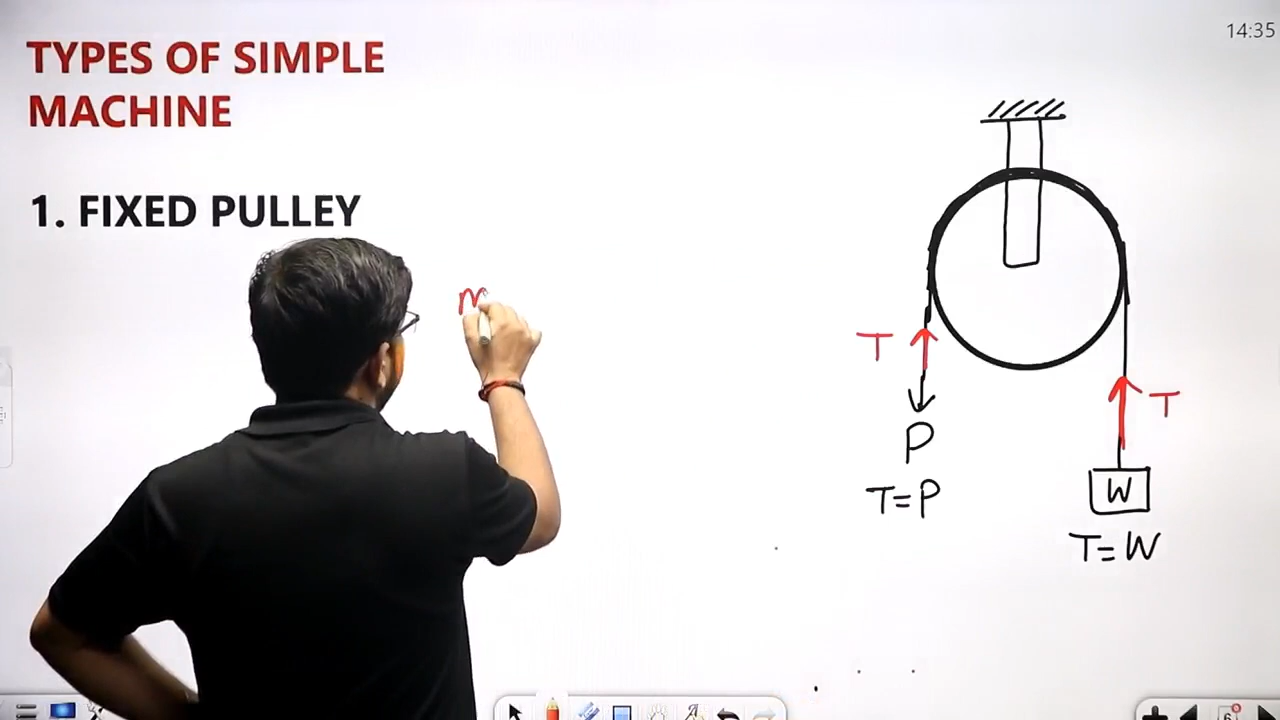 14:35
TYPES OF SIMPLE
MACHINE
1. FIXED PULLEY
T
T
P
W
T=P
T=W